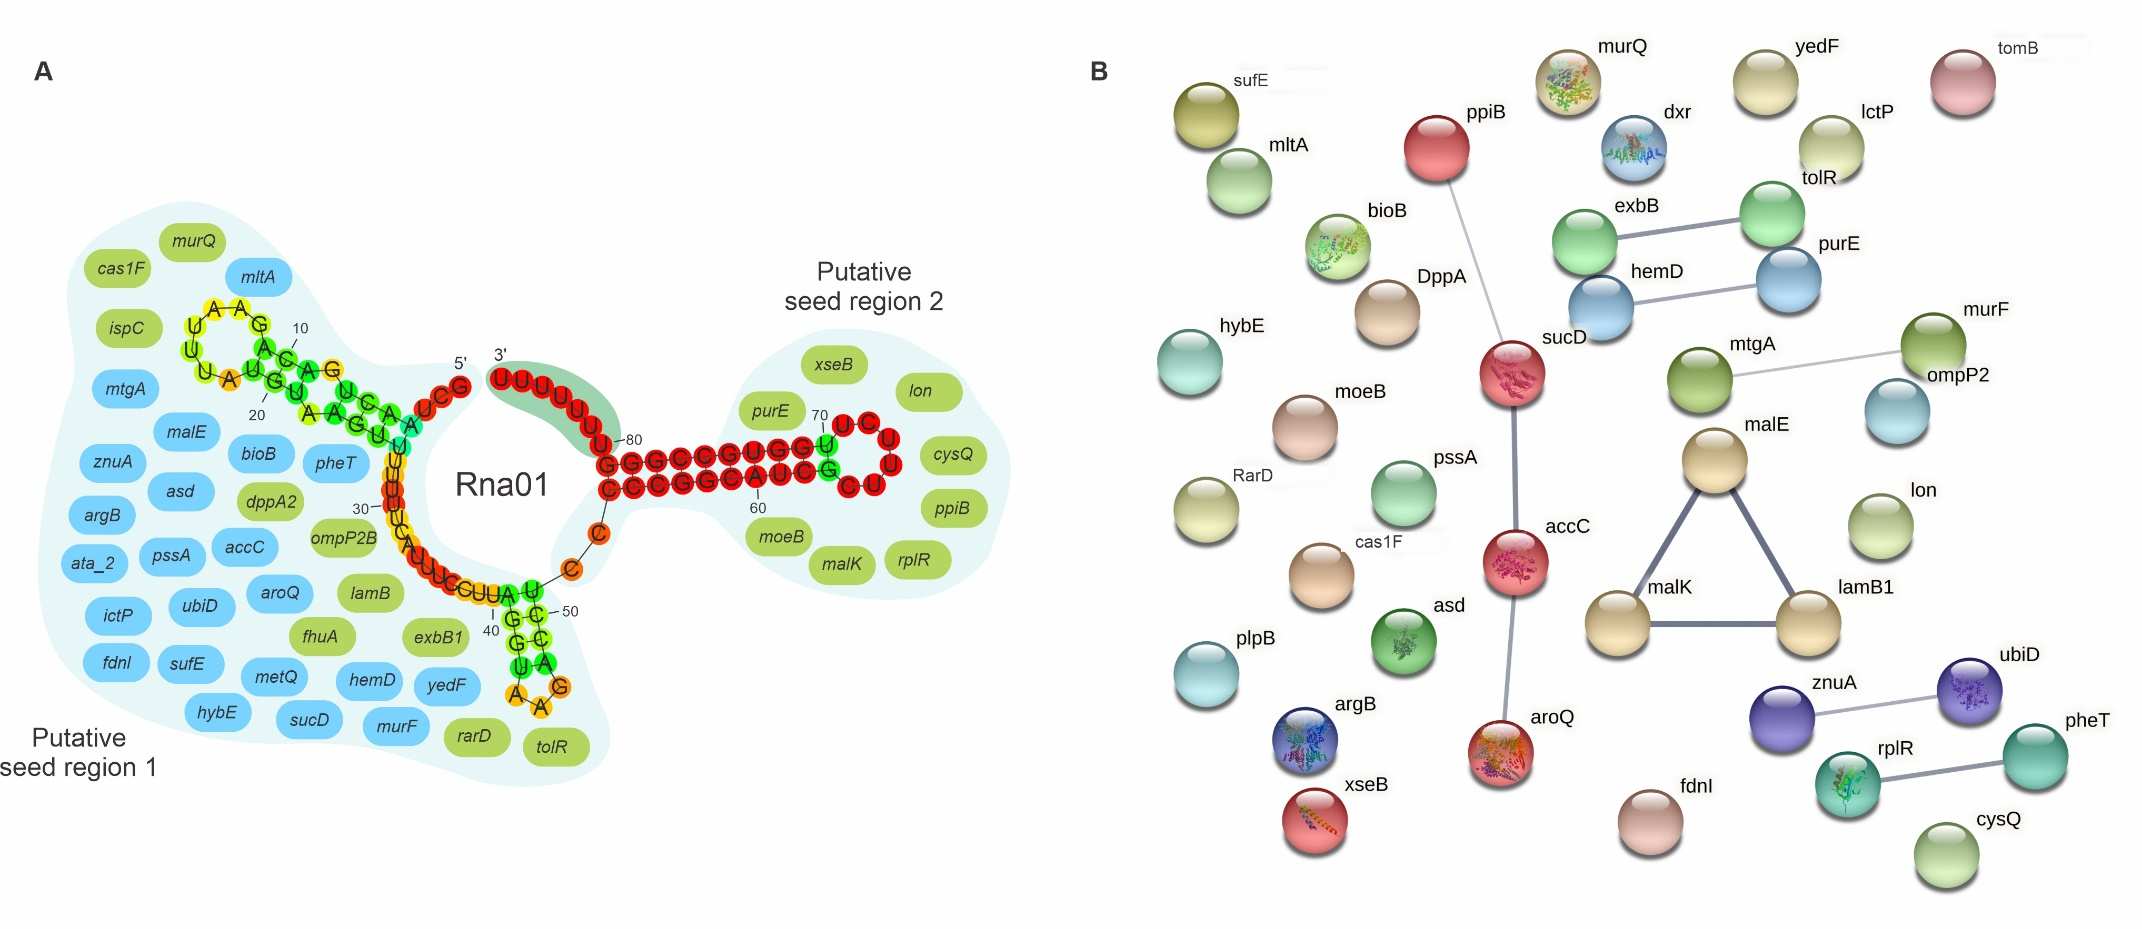 A
B
murQ
cas1F
mltA
ispC
mtgA
malE
znuA
bioB
pheT
asd
dppA2
argB
ompP2B
ata_2
pssA
accC
aroQ
lamB
ictP
ubiD
fhuA
exbB1
fdnI
sufE
metQ
hemD
yedF
hybE
sucD
murF
rarD
tolR
Putative
seed region 1
Rna01
5'
3'
10
20
30
40
50
60
70
80
Putative
seed region 2
xseB
lon
purE
cysQ
ppiB
moeB
malK
rplR
murQ
yedF
tomB
sufE
ppiB
dxr
lctP
mltA
tolR
bioB
exbB
purE
DppA
hemD
hybE
sucD
murF
mtgA
ompP2
moeB
malE
pssA
RarD
lon
accC
cas1F
malK
lamB1
asd
plpB
ubiD
znuA
argB
aroQ
pheT
rplR
xseB
fdnI
cysQ